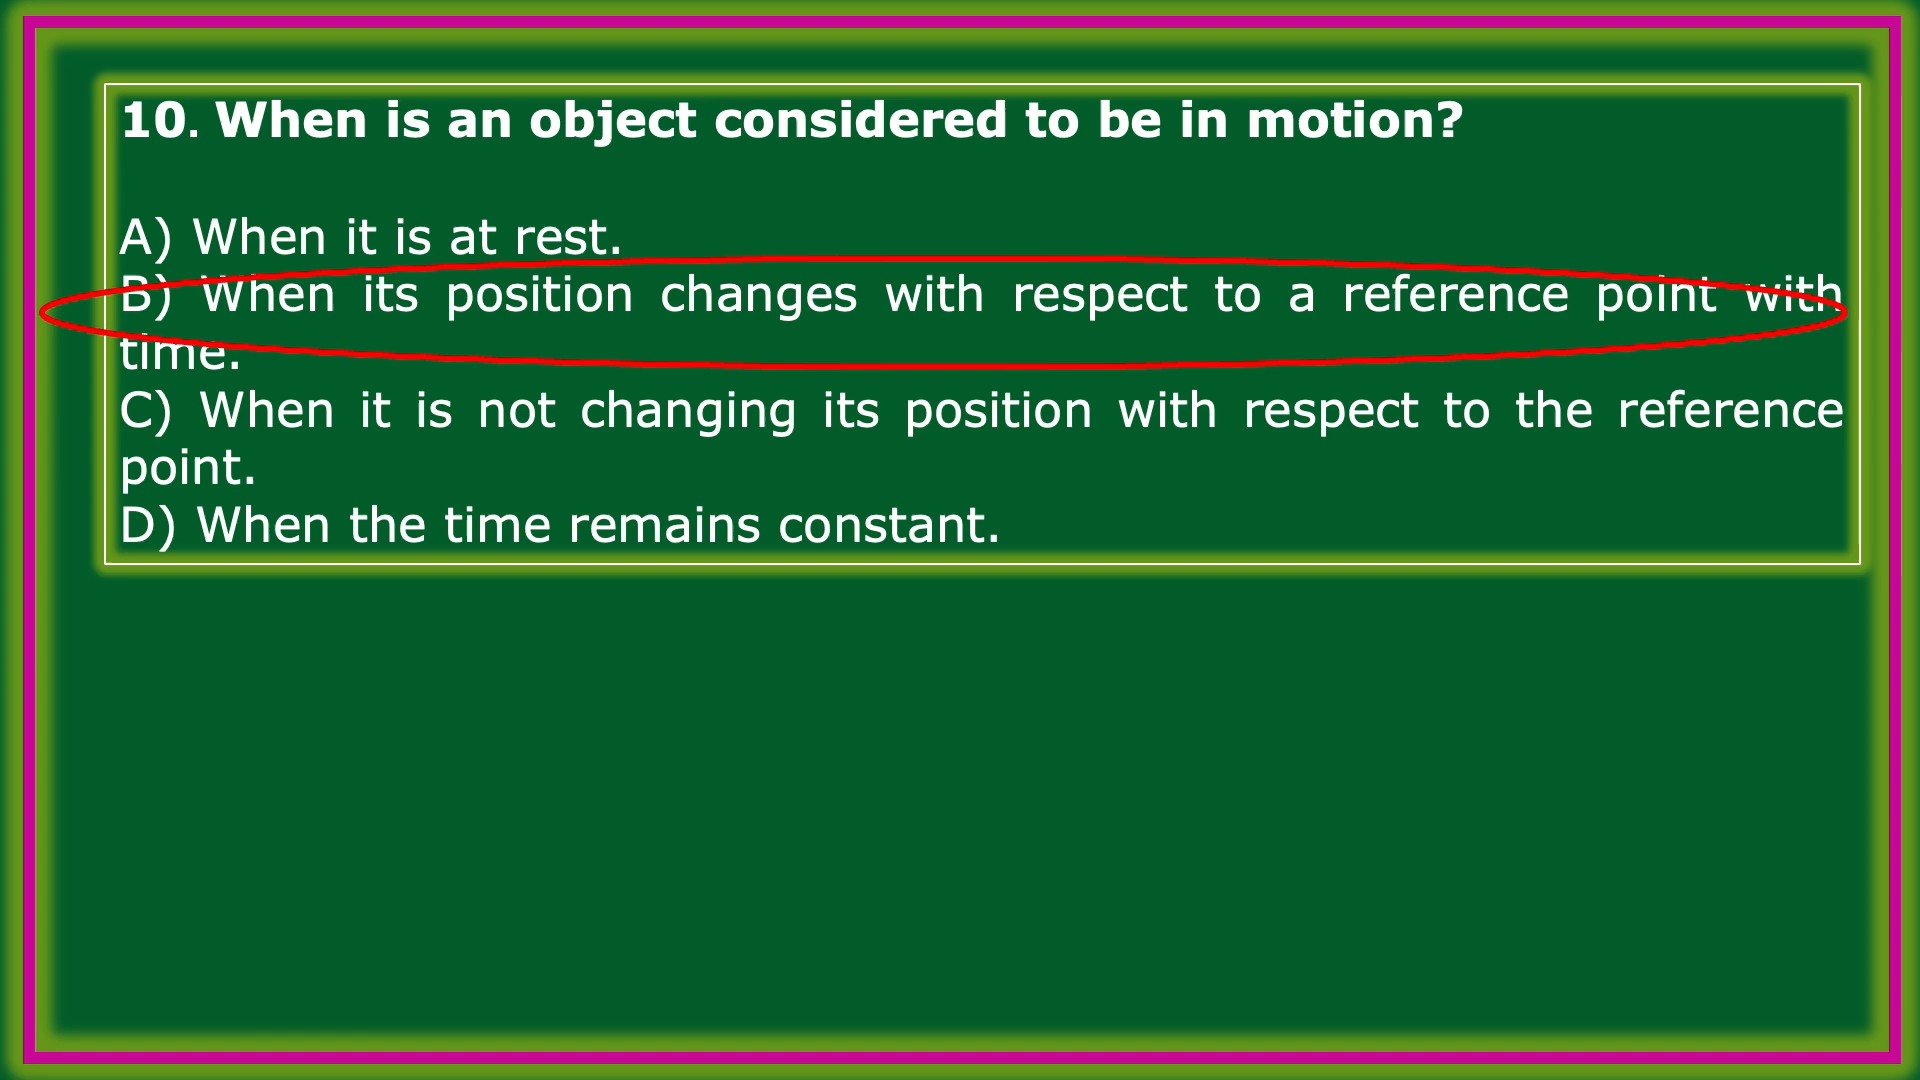 10. When is an object considered to be in motion?
A) When it is at rest.
B) When its position changes with respect to a reference point with
time.
C) When it is not changing its position with respect to the reference
point.
D) When the time remains constant.